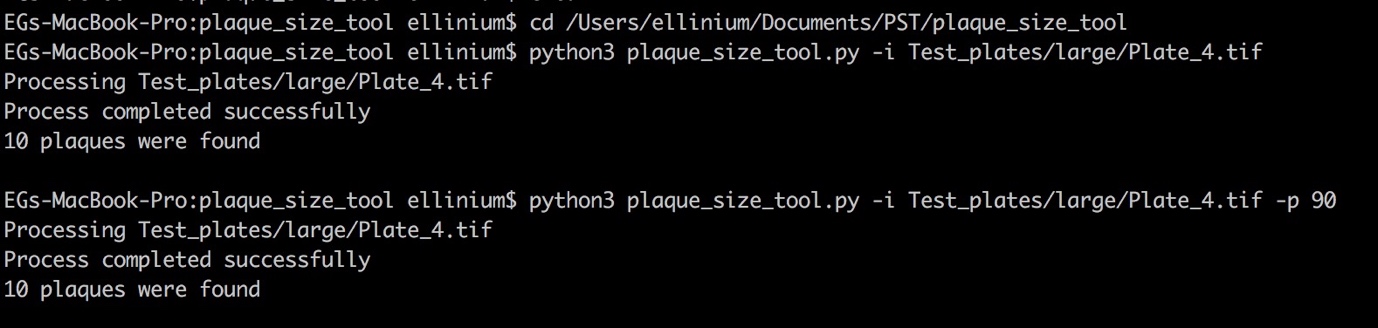 EGs-MacBook-Pro:plaque_size_tool ellinium$ cd /Users/ellinium/Documents/PST/plaque_size_tool
EGs-MacBook-Pro:plaque_size_tool ellinium$ python3 plaque_size_tool.py -i Test_plates/large/Plate_4.tif
Processing Test_plates/large/Plate_4.tif
Process completed successfully
10 plaques were found
EGs-MacBook-Pro:plaque_size_tool ellinium$ python3 plaque_size_tool.py -i Test_plates/large/Plate_4.tif -p 90
Processing Test_plates/large/Plate_4.tif
Process completed successfully
10 plaques were found